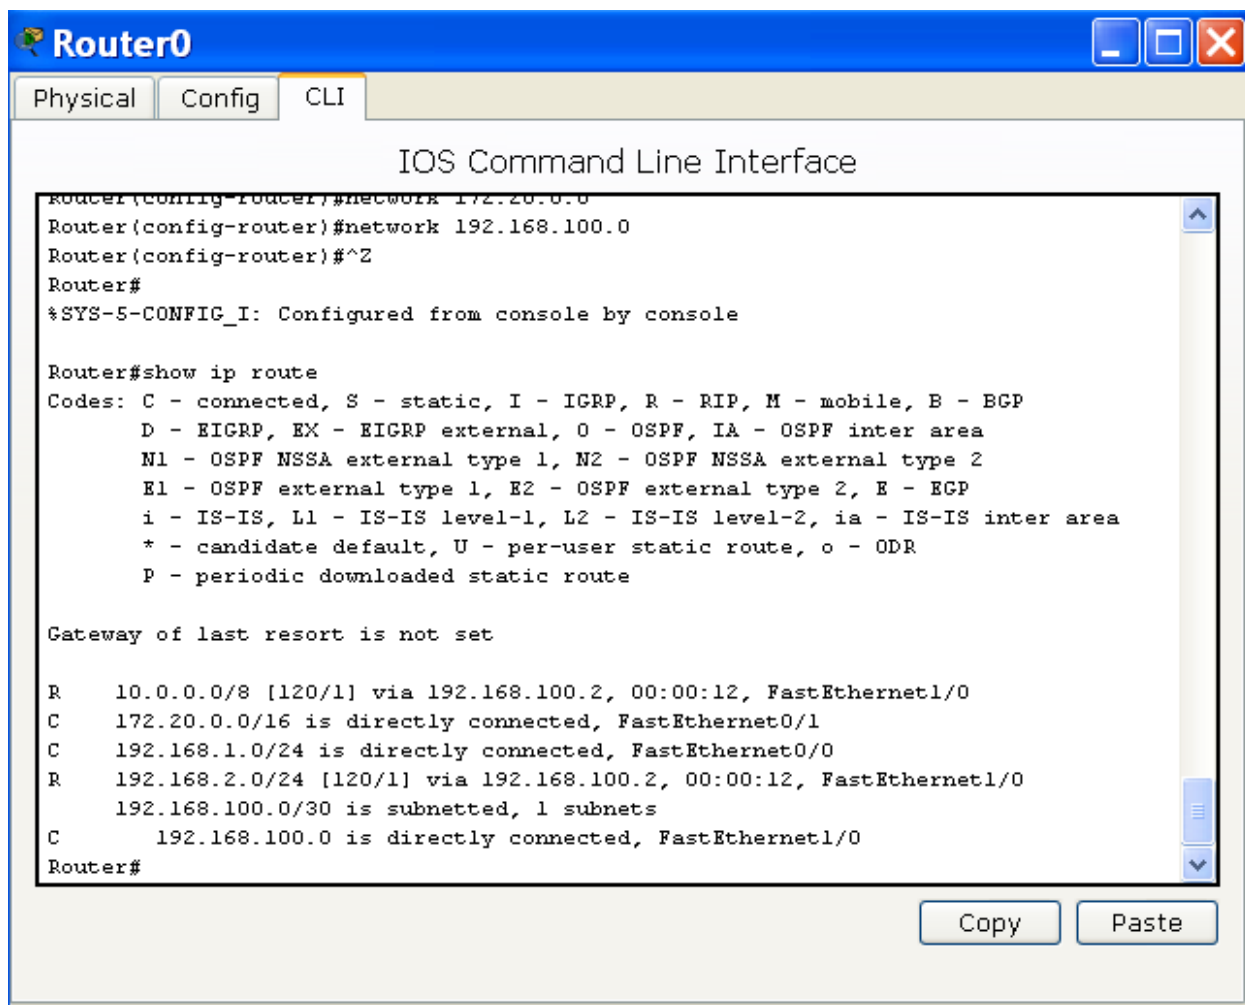 Router0
Physical Config CLI
IOS Command Line Interface
Router(config-router)#network 172.20.0.0
Router(config-router)#network 192.168.100.0
Router(config-router)#^Z
Router#
%SYS-5-CONFIG_I: Configured from console by console
Router#show ip route
Codes: C - connected, S - static, I - IGRP, R - RIP, M - mobile, B - BGP
D - EIGRP, EX - EIGRP external, O - OSPF, IA - OSPF inter area
N1 - OSPF NSSA external type 1, N2 - OSPF NSSA external type 2
E1 - OSPF external type 1, E2 - OSPF external type 2, E - EGP
i - IS-IS, L1 - IS-IS level-1, L2 - IS-IS level-2, ia - IS-IS inter area
* - candidate default, U - per-user static route, o - ODR
P - periodic downloaded static route
Gateway of last resort is not set
R 10.0.0.0/8 [120/1] via 192.168.100.2, 00:00:12, FastEthernet1/0
C 172.20.0.0/16 is directly connected, FastEthernet0/1
C 192.168.1.0/24 is directly connected, FastEthernet0/0
R 192.168.2.0/24 [120/1] via 192.168.100.2, 00:00:12, FastEthernet1/0
192.168.100.0/30 is subnetted, 1 subnets
C 192.168.100.0 is directly connected, FastEthernet1/0
Router#
Copy Paste